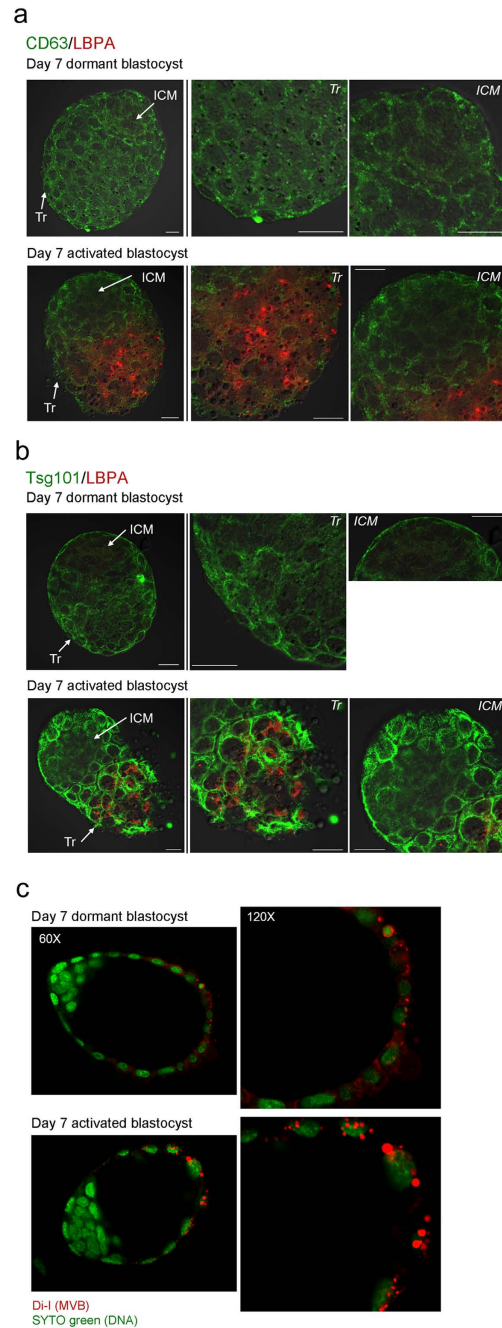 a
CD63/LBPA
Day 7 dormant blastocyst
ICM
Tr
Tr
ICM
Day 7 activated blastocyst
ICM
Tr
Tr
ICM
b
Tsg101/LBPA
Day 7 dormant blastocyst
ICM
Tr
Tr
ICM
Day 7 activated blastocyst
ICM
Tr
Tr
ICM
c
Day 7 dormant blastocyst
60X
120X
Day 7 activated blastocyst
Di-I (MVB)
SYTO green (DNA)